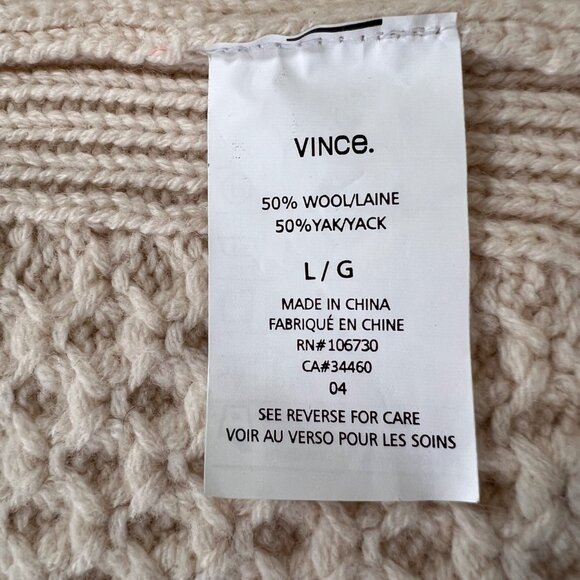 VINCe.
50% WOOL/LAINE
50%YAK/YACK
L / G
MADE IN CHINA
FABRIQUÉ EN CHINE
RN#106730
CA#34460
04
SEE REVERSE FOR CARE
VOIR AU VERSO POUR LES SOINS